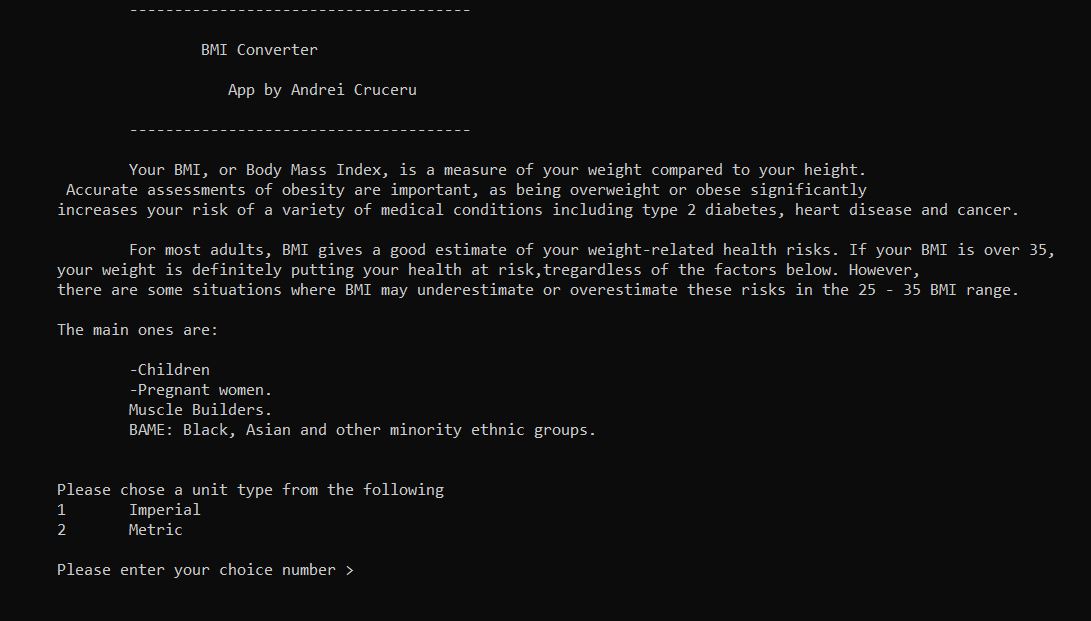 --------------------------------------
BMI Converter
App by Andrei Cruceru
--------------------------------------
Your BMI, or Body Mass Index, is a measure of your weight compared to your height.
Accurate assessments of obesity are important, as being overweight or obese significantly
increases your risk of a variety of medical conditions including type 2 diabetes, heart disease and cancer.
For most adults, BMI gives a good estimate of your weight-related health risks. If your BMI is over 35,
your weight is definitely putting your health at risk,tregardless of the factors below. However,
there are some situations where BMI may underestimate or overestimate these risks in the 25 - 35 BMI range.
The main ones are:
-Children
-Pregnant women.
Muscle Builders.
BAME: Black, Asian and other minority ethnic groups.
Please chose a unit type from the following
1 Imperial
2 Metric
Please enter your choice number >